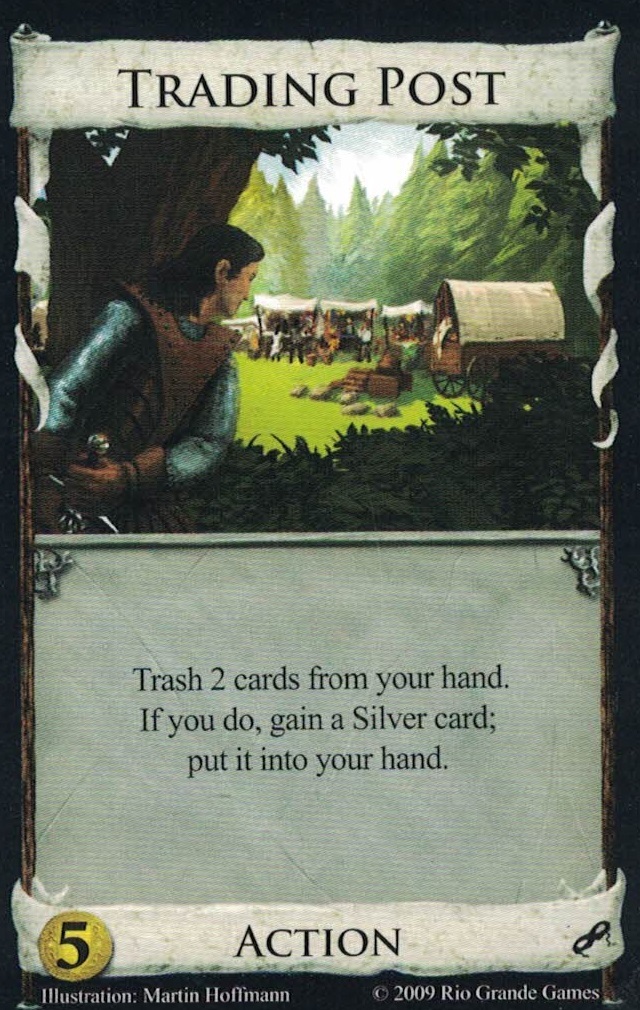 TRADING POST
Trash 2 cards from your hand.
If you do, gain a Silver card;
put it into your hand.
5
ACTION
Illustration: Martin Hoffmann
© 2009 Rio Grande Games